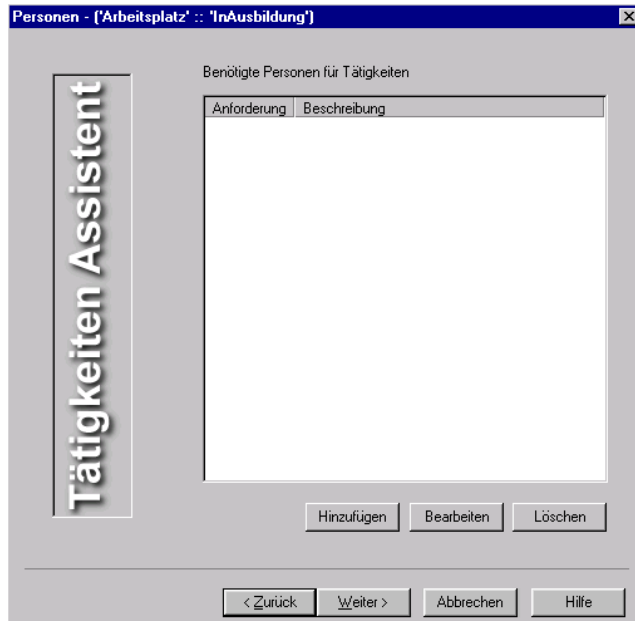 Personen - ('Arbeitsplatz' :: 'InAusbildung')
Tätigkeiten Assistent
Benötigte Personen für Tätigkeiten
Anforderung Beschreibung
Hinzufügen Bearbeiten Löschen
< Zurück Weiter > Abbrechen Hilfe